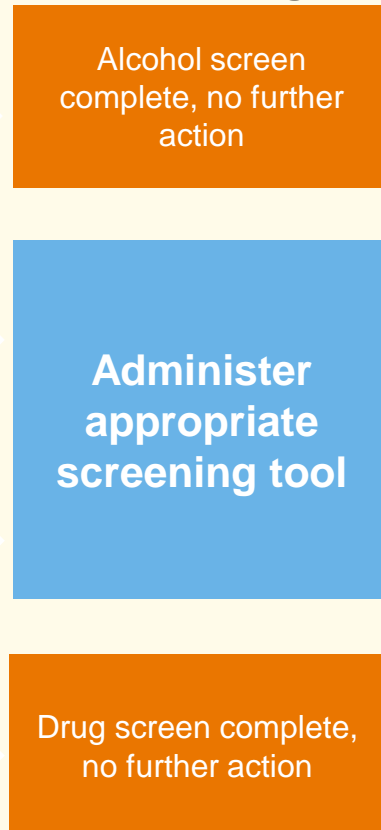 Alcohol screen
complete, no further
action
Administer
appropriate
screening tool
Drug screen complete,
no further action